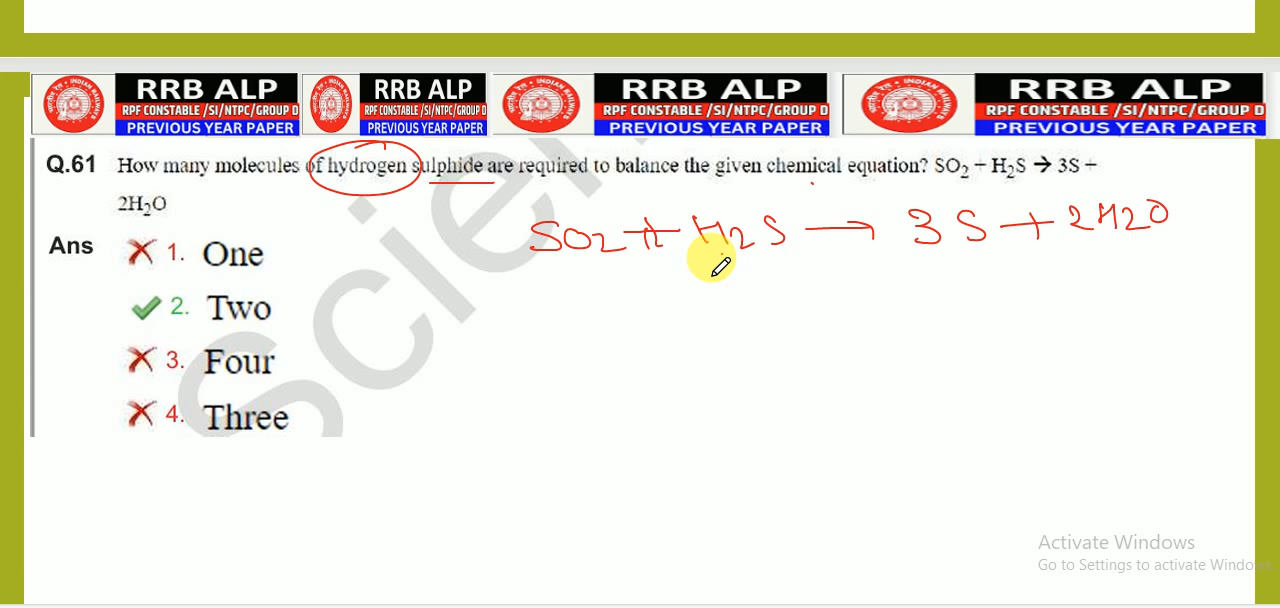 RRB ALP RRB ALP RRB ALP RRB ALP
RPF CONSTABLE /SI/NTPC/GROUP D RPF CONSTABLE /SI/NTPC/GROUP D RPF CONSTABLE /SI/NTPC/GROUP D RPF CONSTABLE /SI/NTPC/GROUP D
PREVIOUS YEAR PAPER PREVIOUS YEAR PAPER PREVIOUS YEAR PAPER PREVIOUS YEAR PAPER
Q.61 How many molecules of hydrogen sulphide are required to balance the given chemical equation? SO₂ + H₂S → 3S +
2H₂O
SO2 + H2S → 3S + 2H2O
Ans 1. One
2. Two
3. Four
4. Three
Activate Windows
Go to Settings to activate Windows